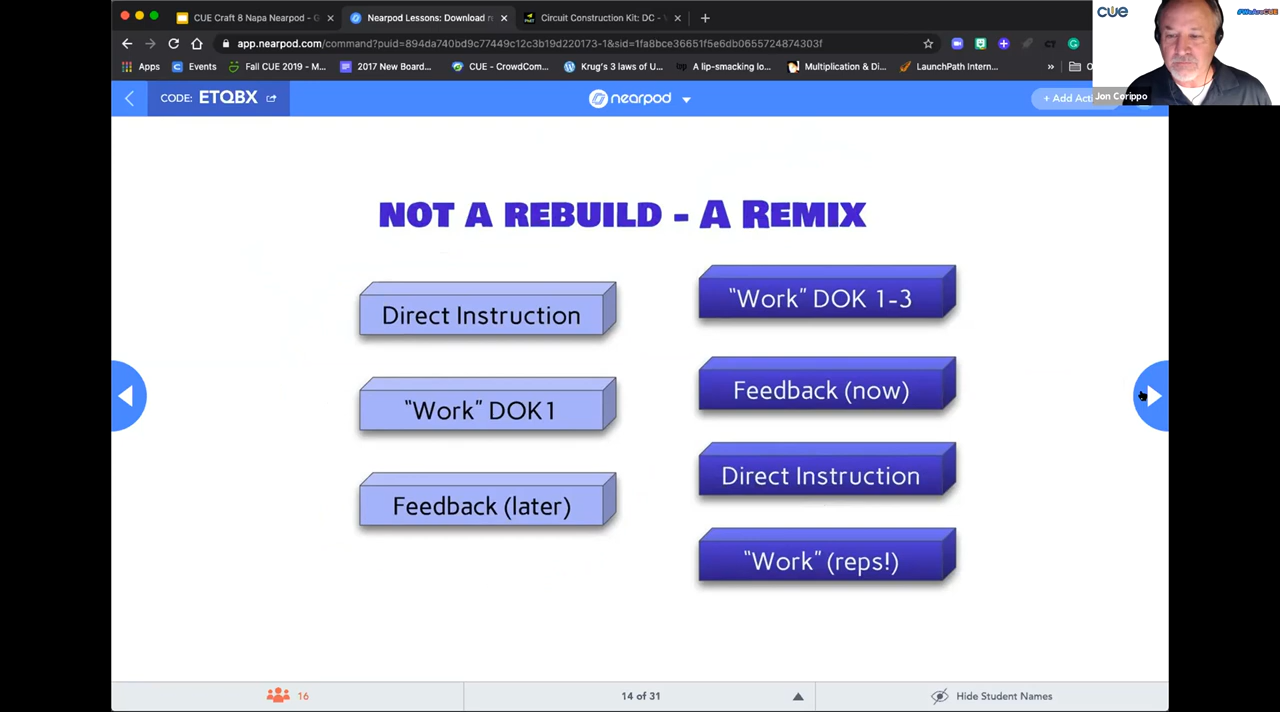 CUE Craft 8 Napa Nearpod - G
Nearpod Lessons: Download r
Circuit Construction Kit: DC -
CUE
#WeAreCUE
app.nearpod.com/command?puid=894da740bd9c77449c12c3b19d220173-1&sid=1fa8bce36651f5e6db0655724874303f
Apps
Events
Fall CUE 2019 - M...
2017 New Board...
CUE - CrowdCom...
Krug's 3 laws of U...
A lip-smacking lo...
Multiplication & Di...
LaunchPath Intern...
»
O
Jon Corippo
CODE: ETQBX
nearpod
+ Add Acti
NOT A REBUILD - A REMIX
Direct Instruction
"Work" DOK1
Feedback (later)
"Work" DOK 1-3
Feedback (now)
Direct Instruction
"Work" (reps!)
16
14 of 31
Hide Student Names